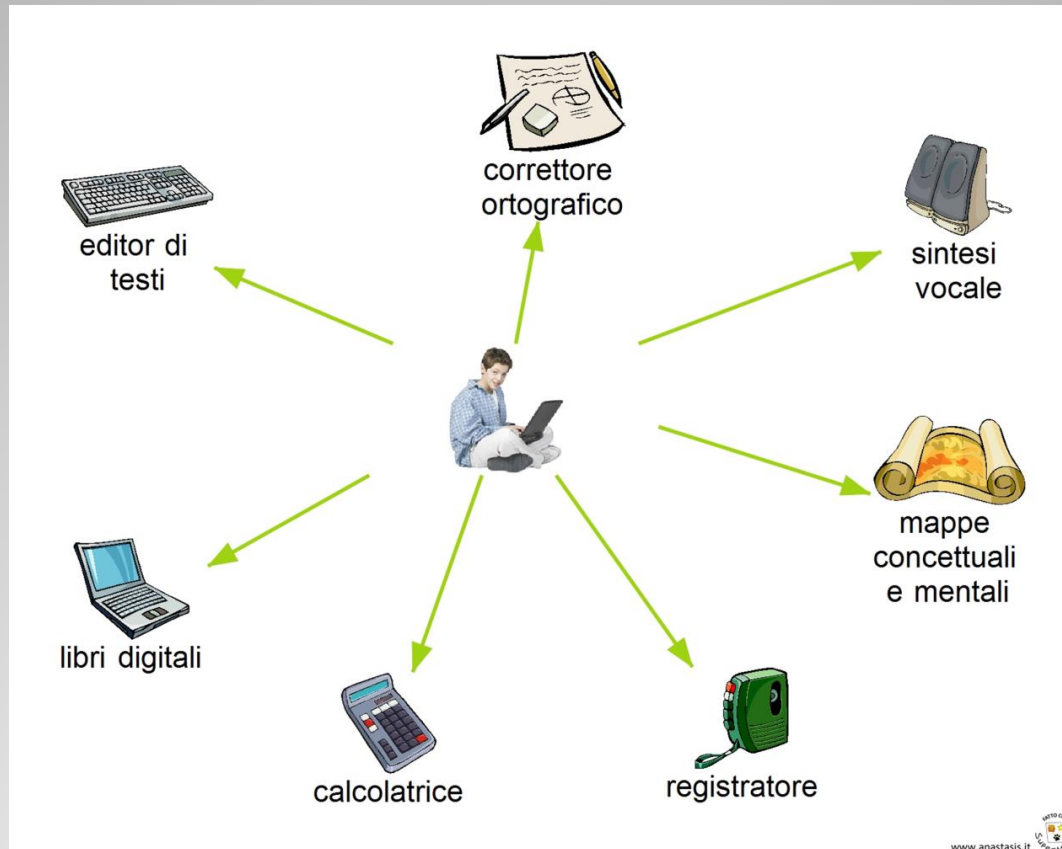 correttore
ortografico
editor di
testi
sintesi
vocale
mappe
concettuali
e mentali
libri digitali
calcolatrice
registratore
www.anastasis.it